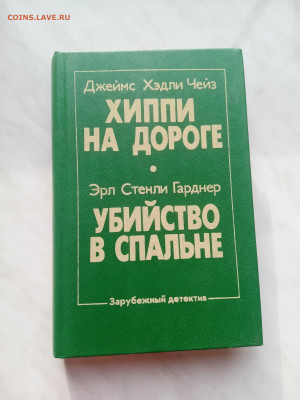 COINS.LAVE.RU
Джеймс Хэдли Чейз
ХИППИ
НА ДОРОГЕ
•
Эрл Стенли Гарднер
УБИЙСТВО
В СПАЛЬНЕ
Зарубежный детектив